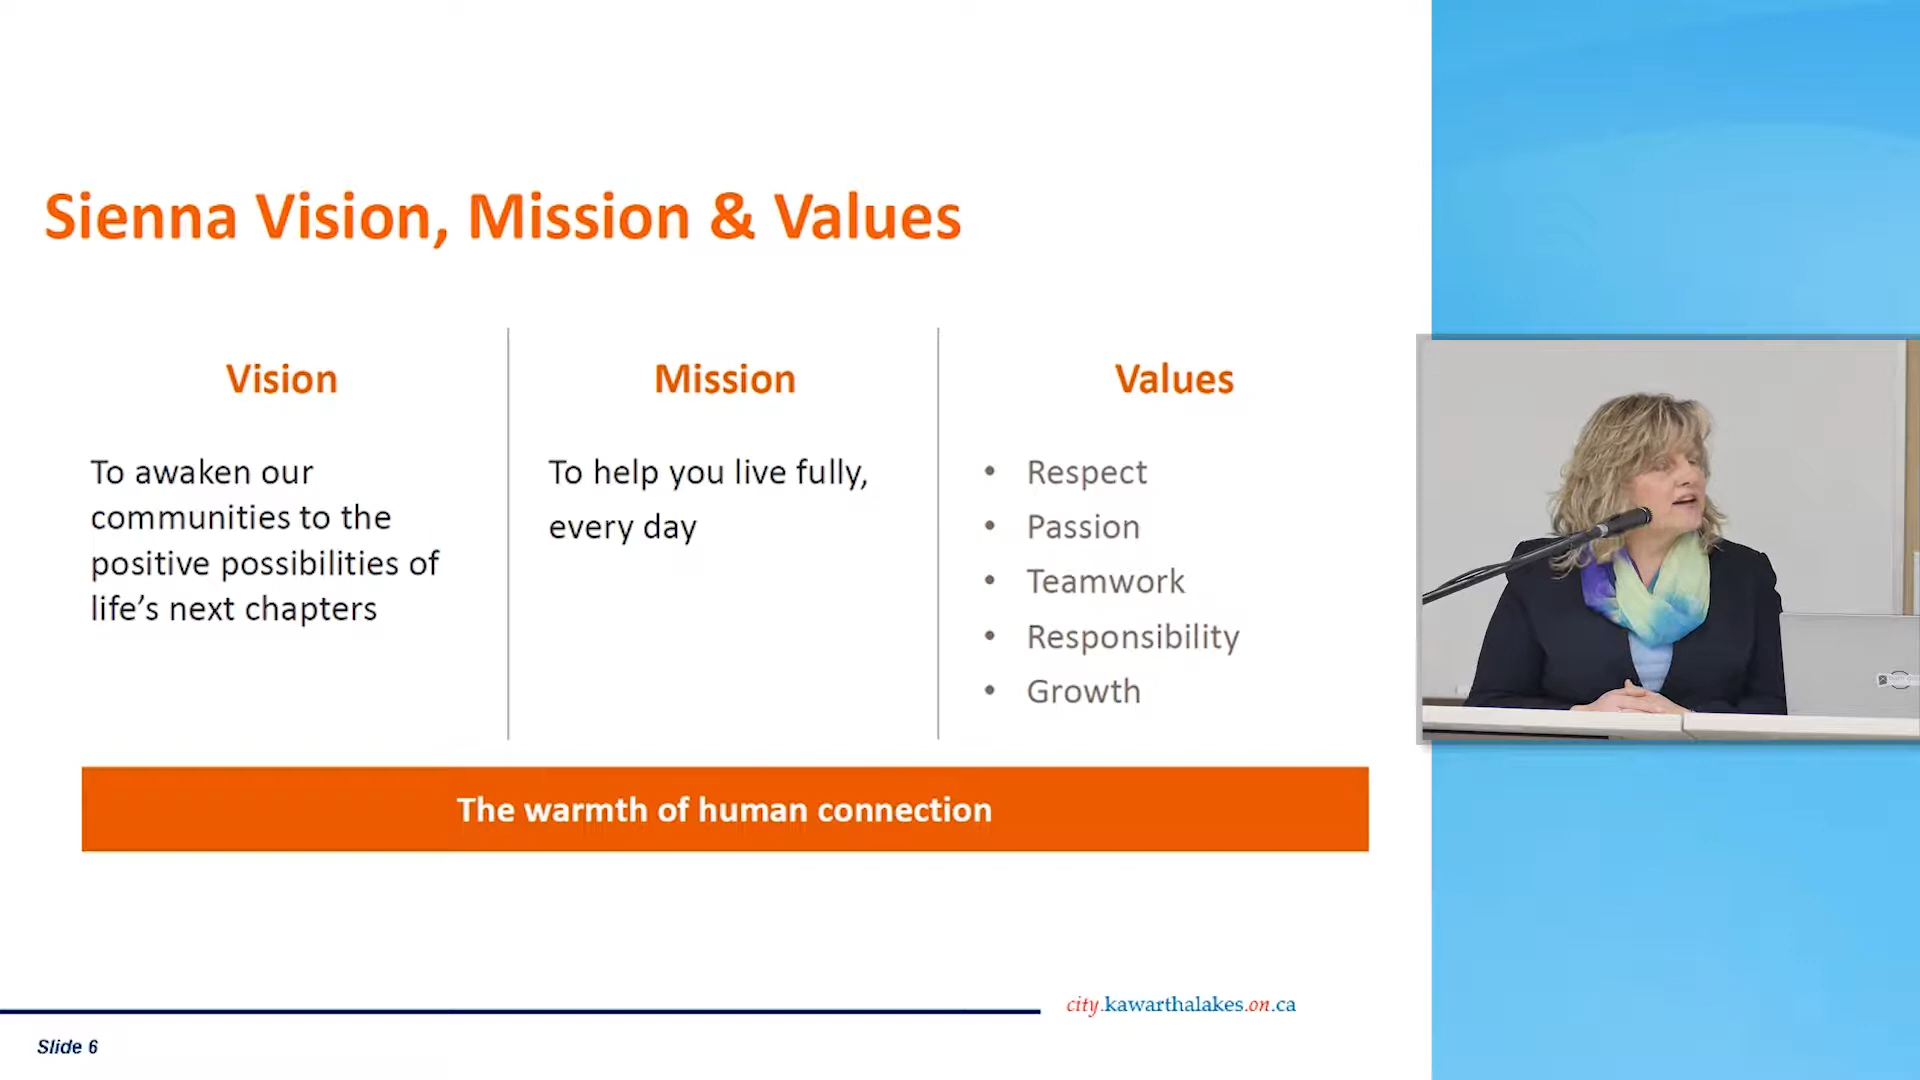 Sienna Vision, Mission & Values
Vision
To awaken our
communities to the
positive possibilities of
life’s next chapters
Mission
To help you live fully,
every day
Values
• Respect
• Passion
• Teamwork
• Responsibility
• Growth
The warmth of human connection
city.kawarthalakes.on.ca
Slide 6